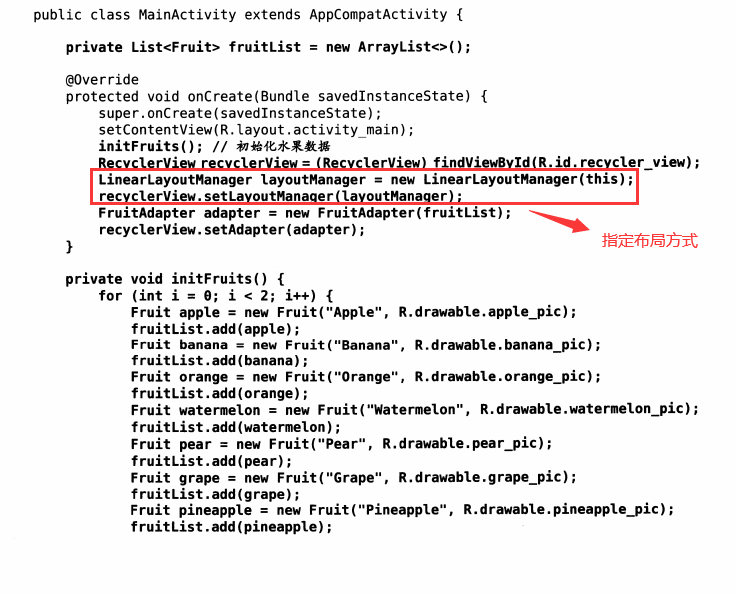 public class MainActivity extends AppCompatActivity {
private List<Fruit> fruitList = new ArrayList<>();
@Override
protected void onCreate(Bundle savedInstanceState) {
super.onCreate(savedInstanceState);
setContentView(R.layout.activity_main);
initFruits(); // 初始化水果数据
RecyclerView recyclerView = (RecyclerView) findViewById(R.id.recycler_view);
LinearLayoutManager layoutManager = new LinearLayoutManager(this);
recyclerView.setLayoutManager(layoutManager);
FruitAdapter adapter = new FruitAdapter(fruitList);
recyclerView.setAdapter(adapter);
指定布局方式
}
private void initFruits() {
for (int i = 0; i < 2; i++) {
Fruit apple = new Fruit("Apple", R.drawable.apple_pic);
fruitList.add(apple);
Fruit banana = new Fruit("Banana", R.drawable.banana_pic);
fruitList.add(banana);
Fruit orange = new Fruit("Orange", R.drawable.orange_pic);
fruitList.add(orange);
Fruit watermelon = new Fruit("Watermelon", R.drawable.watermelon_pic);
fruitList.add(watermelon);
Fruit pear = new Fruit("Pear", R.drawable.pear_pic);
fruitList.add(pear);
Fruit grape = new Fruit("Grape", R.drawable.grape_pic);
fruitList.add(grape);
Fruit pineapple = new Fruit("Pineapple", R.drawable.pineapple_pic);
fruitList.add(pineapple);